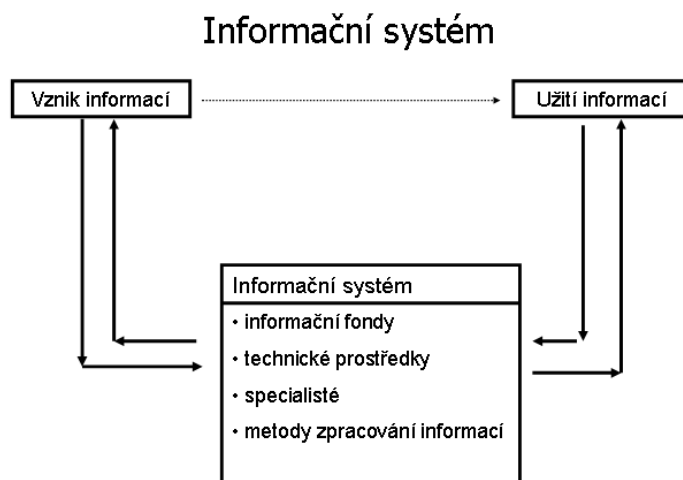 Informační systém
Vznik informací
Užití informací
Informační systém
• informační fondy
• technické prostředky
• specialisté
• metody zpracování informací